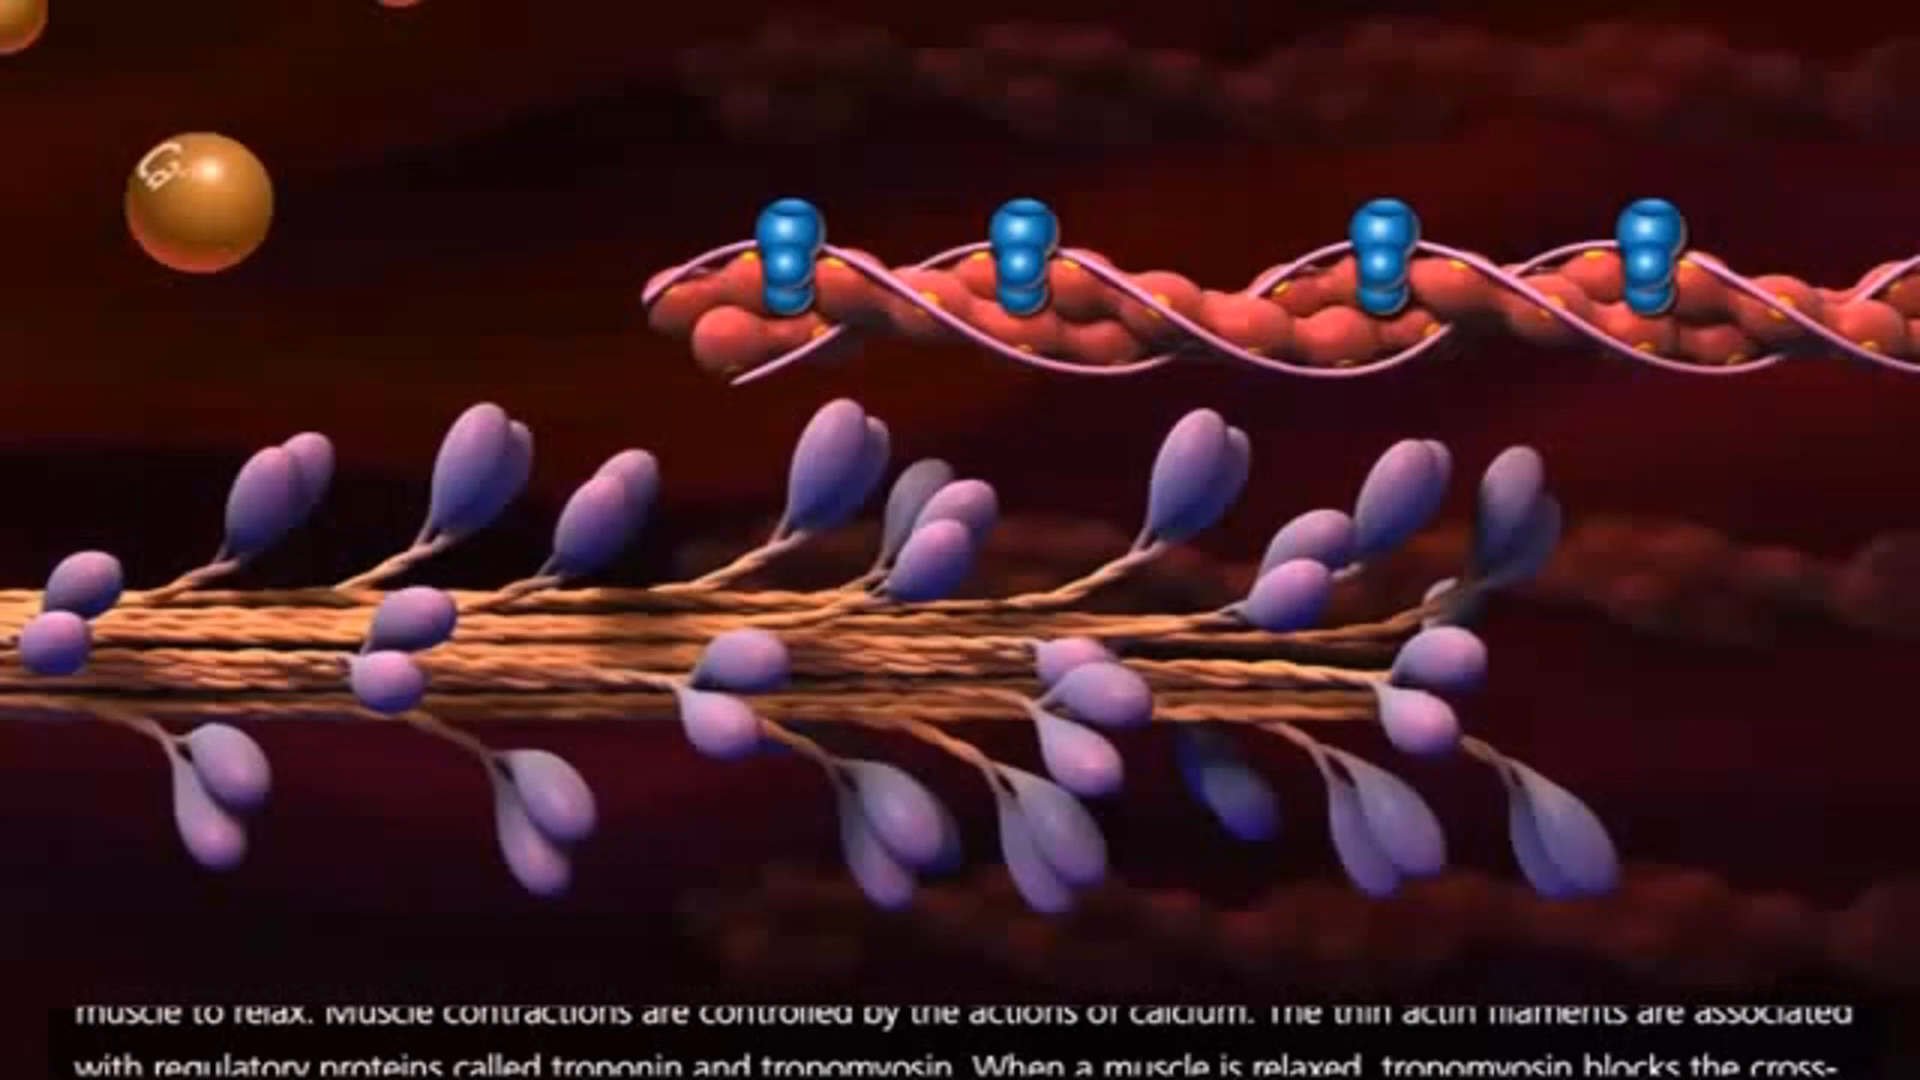 Ca
muscle to relax. Muscle contractions are controlled by the actions of calcium. The thin actin filaments are associated
with regulatory proteins called troponin and tropomyosin. When a muscle is relaxed, tropomyosin blocks the cross-